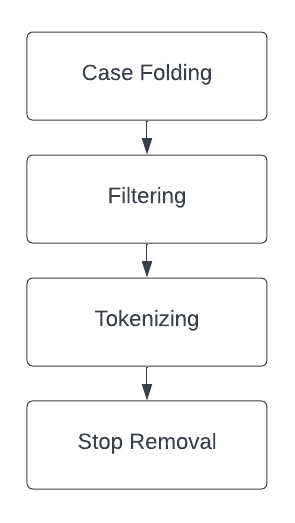 Case Folding
Filtering
Tokenizing
Stop Removal